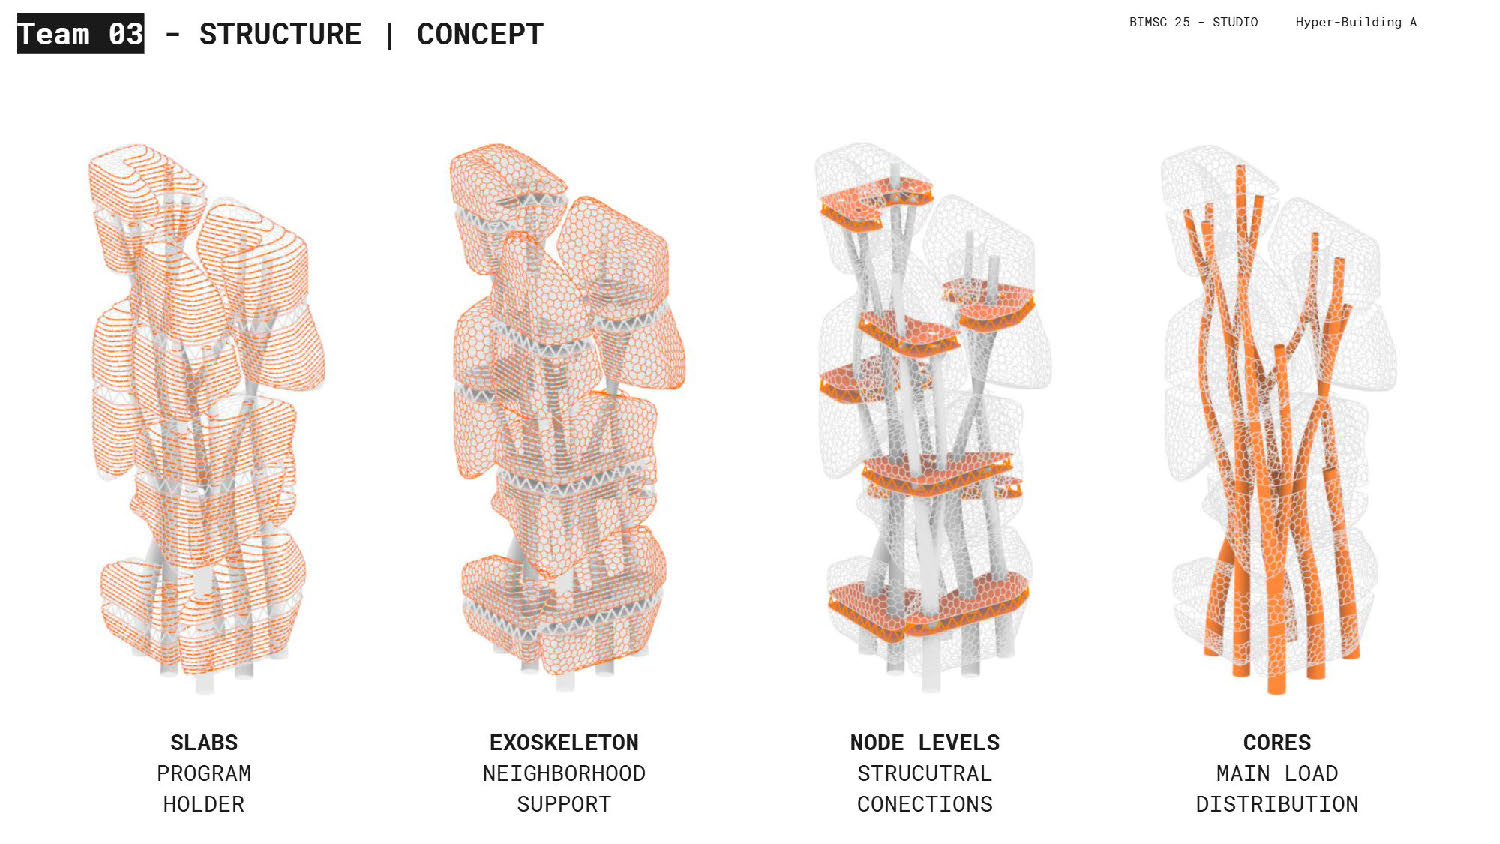 Team 03 - STRUCTURE | CONCEPT
BIMSC 25 - STUDIO Hyper-Building A
SLABS
PROGRAM
HOLDER
EXOSKELETON
NEIGHBORHOOD
SUPPORT
NODE LEVELS
STRUCUTRAL
CONECTIONS
CORES
MAIN LOAD
DISTRIBUTION